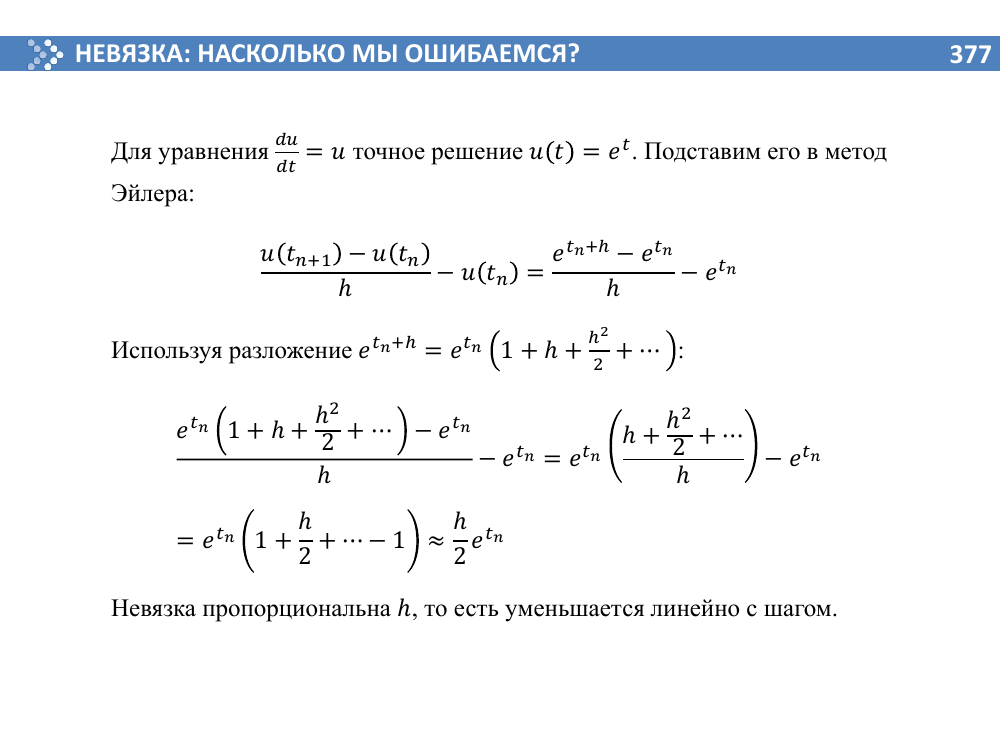 НЕВЯЗКА: НАСКОЛЬКО МЫ ОШИБАЕМСЯ? 377
Для уравнения $\frac{du}{dt} = u$ точное решение $u(t) = e^t$. Подставим его в метод
Эйлера:
$\frac{u(t_{n+1}) - u(t_n)}{h} - u(t_n) = \frac{e^{t_n+h} - e^{t_n}}{h} - e^{t_n}$
Используя разложение $e^{t_n+h} = e^{t_n}\left(1 + h + \frac{h^2}{2} + \cdots\right)$:
$\frac{e^{t_n}\left(1 + h + \frac{h^2}{2} + \cdots\right) - e^{t_n}}{h} - e^{t_n} = e^{t_n}\left(\frac{h + \frac{h^2}{2} + \cdots}{h}\right) - e^{t_n}$
$= e^{t_n}\left(1 + \frac{h}{2} + \cdots - 1\right) \approx \frac{h}{2}e^{t_n}$
Невязка пропорциональна $h$, то есть уменьшается линейно с шагом.